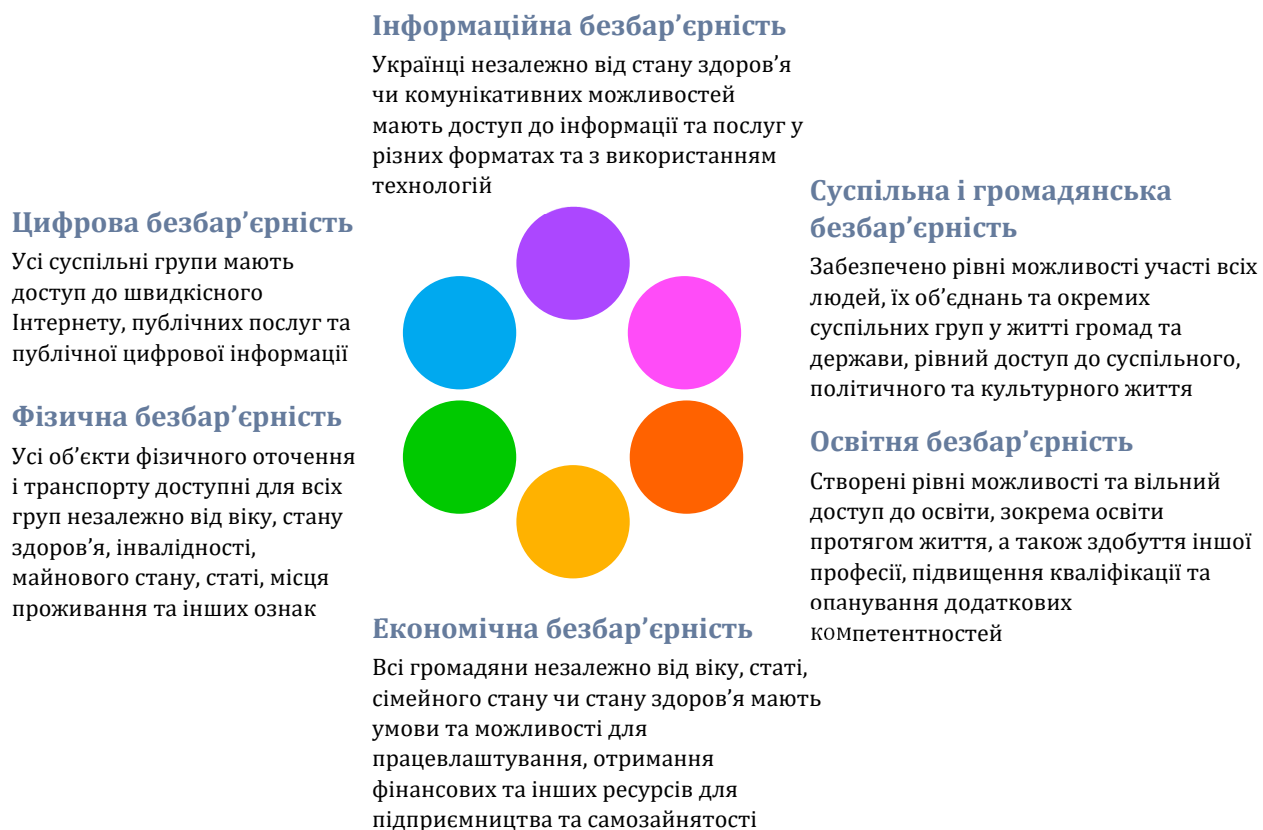 Інформаційна безбар'єрність
Українці незалежно від стану здоров'я
чи комунікативних можливостей
мають доступ до інформації та послуг у
різних форматах та з використанням
технологій
Суспільна і громадянська
безбар'єрність
Забезпечено рівні можливості участі всіх
людей, їх об'єднань та окремих
суспільних груп у житті громад та
держави, рівний доступ до суспільного,
політичного та культурного життя
Освітня безбар'єрність
Створені рівні можливості та вільний
доступ до освіти, зокрема освіти
протягом життя, а також здобуття іншої
професії, підвищення кваліфікації та
опанування додаткових
компетентностей
Економічна безбар'єрність
Всі громадяни незалежно від віку, статі,
сімейного стану чи стану здоров'я мають
умови та можливості для
працевлаштування, отримання
фінансових та інших ресурсів для
підприємництва та самозайнятості
Цифрова безбар'єрність
Усі суспільні групи мають
доступ до швидкісного
Інтернету, публічних послуг та
публічної цифрової інформації
Фізична безбар'єрність
Усі об'єкти фізичного оточення
і транспорту доступні для всіх
груп незалежно від віку, стану
здоров'я, інвалідності,
майнового стану, статі, місця
проживання та інших ознак